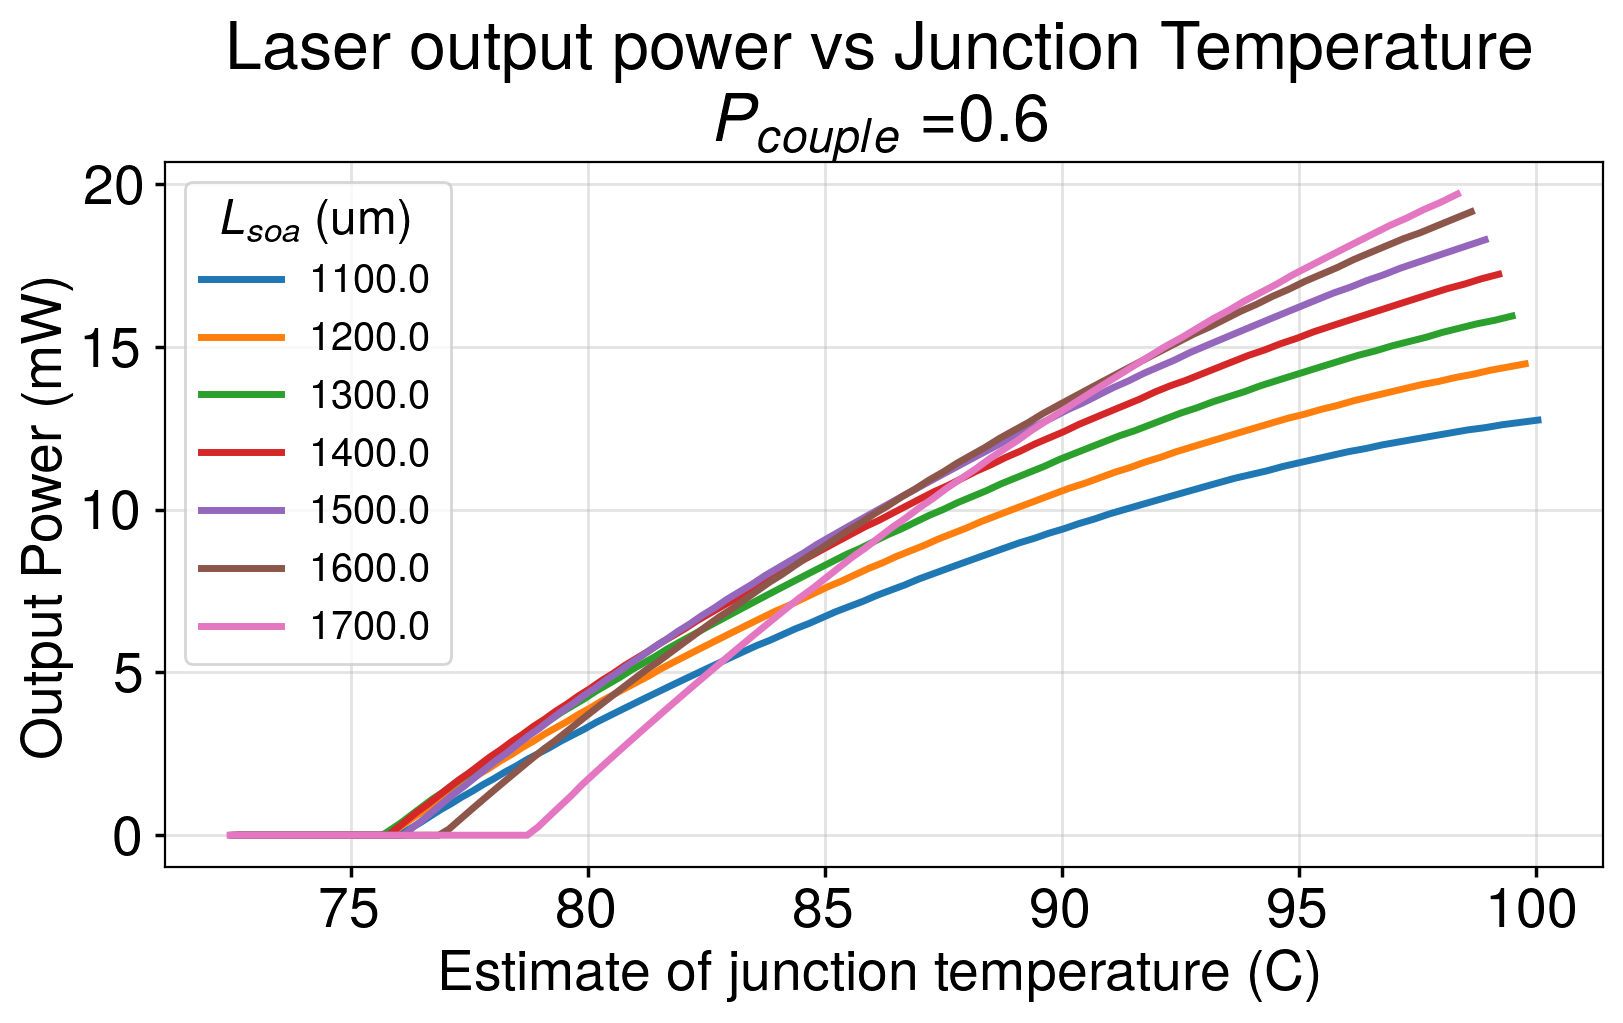 Laser output power vs Junction Temperature
P_couple =0.6
Output Power (mW)
20
15
10
5
0
L_soa (um)
1100.0
1200.0
1300.0
1400.0
1500.0
1600.0
1700.0
75 80 85 90 95 100
Estimate of junction temperature (C)